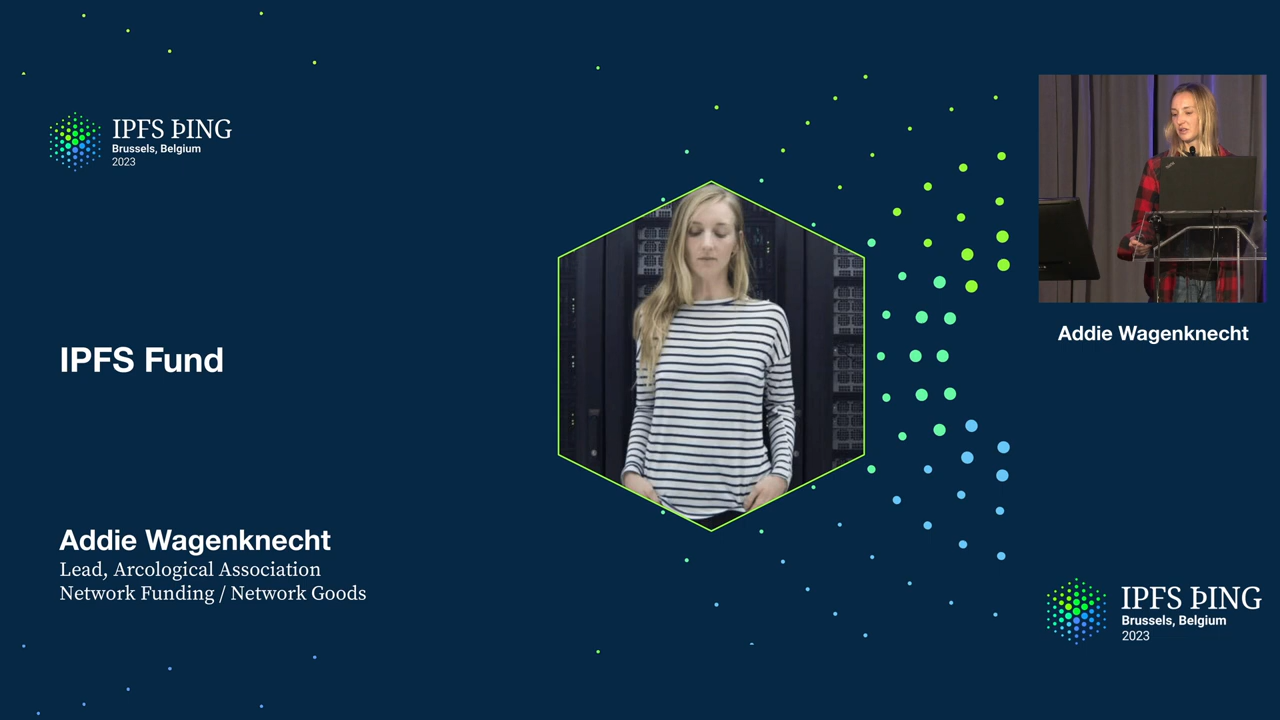 IPFS ÞING
Brussels, Belgium
2023
IPFS Fund
Addie Wagenknecht
Lead, Arcological Association
Network Funding / Network Goods
Addie Wagenknecht
IPFS ÞING
Brussels, Belgium
2023